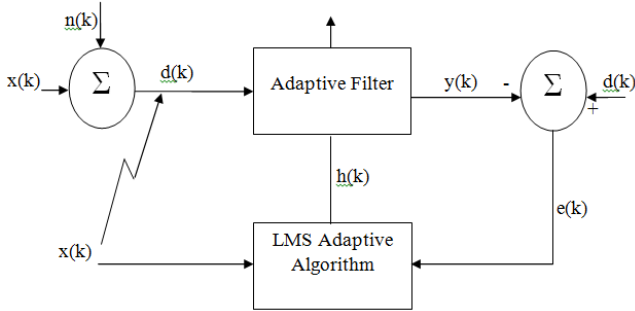 n(k)
x(k)
Σ
d(k)
Adaptive Filter
y(k)
-
Σ
d(k)
+
h(k)
e(k)
x(k)
LMS Adaptive
Algorithm